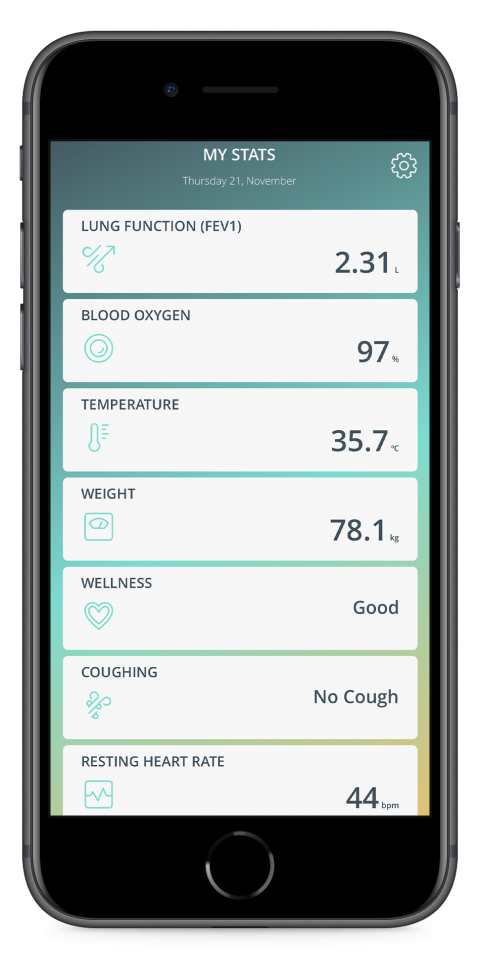 MY STATS
Thursday 21, November
LUNG FUNCTION (FEV1)
2.31 L
BLOOD OXYGEN
97 %
TEMPERATURE
35.7 °C
WEIGHT
78.1 kg
WELLNESS
Good
COUGHING
No Cough
RESTING HEART RATE
44 bpm